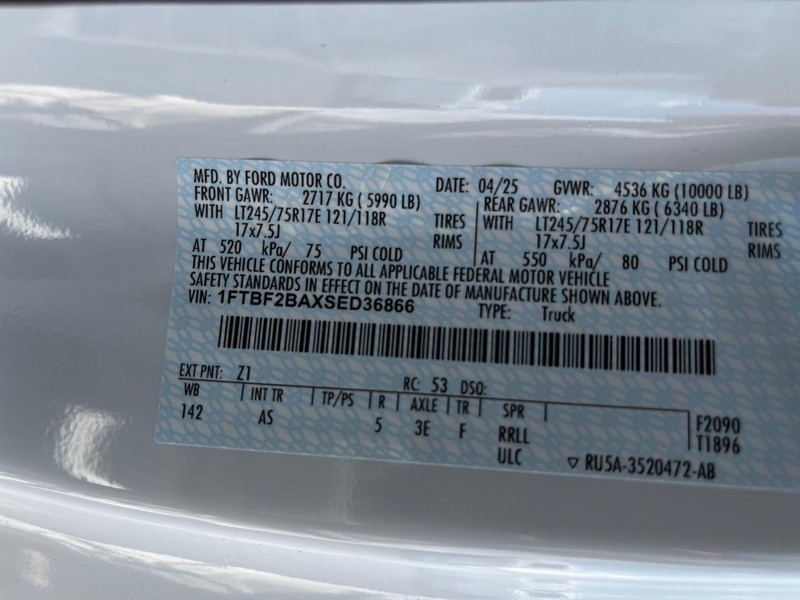 MFD. BY FORD MOTOR CO.
DATE: 04/25 GVWR: 4536 KG (10000 LB)
FRONT GAWR: 2717 KG ( 5990 LB) REAR GAWR: 2876 KG ( 6340 LB)
WITH LT245/75R17E 121/118R TIRES WITH LT245/75R17E 121/118R TIRES
17x7.5J RIMS 17x7.5J RIMS
AT 520 kPa/ 75 PSI COLD AT 550 kPa/ 80 PSI COLD
THIS VEHICLE CONFORMS TO ALL APPLICABLE FEDERAL MOTOR VEHICLE
SAFETY STANDARDS IN EFFECT ON THE DATE OF MANUFACTURE SHOWN ABOVE.
VIN: 1FTBF2BAXSED36866 TYPE: Truck
EXT PNT: Z1 RC: 53 DSO:
WB INT TR TP/PS R AXLE TR SPR F2090
142 AS 5 3E F RRLL T1896
ULC RU5A-3520472-AB